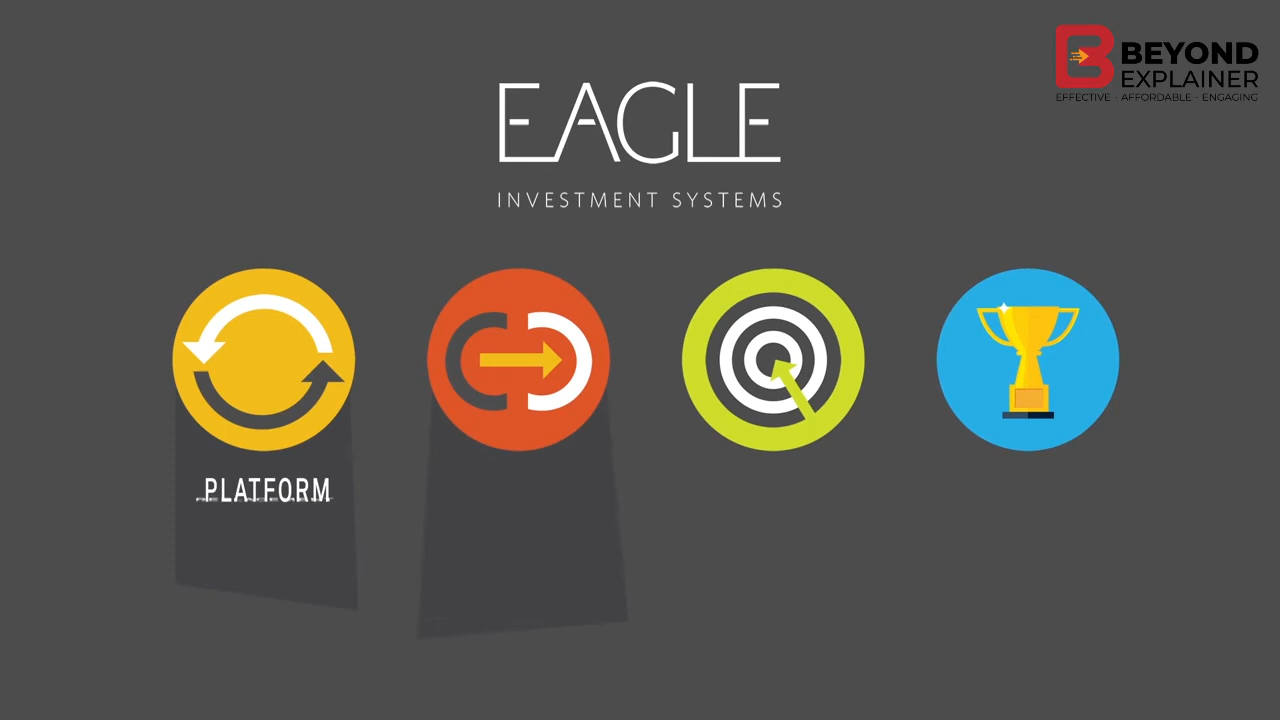 BEYOND
EXPLAINER
EFFECTIVE · AFFORDABLE · ENGAGING
EAGLE
INVESTMENT SYSTEMS
PLATFORM